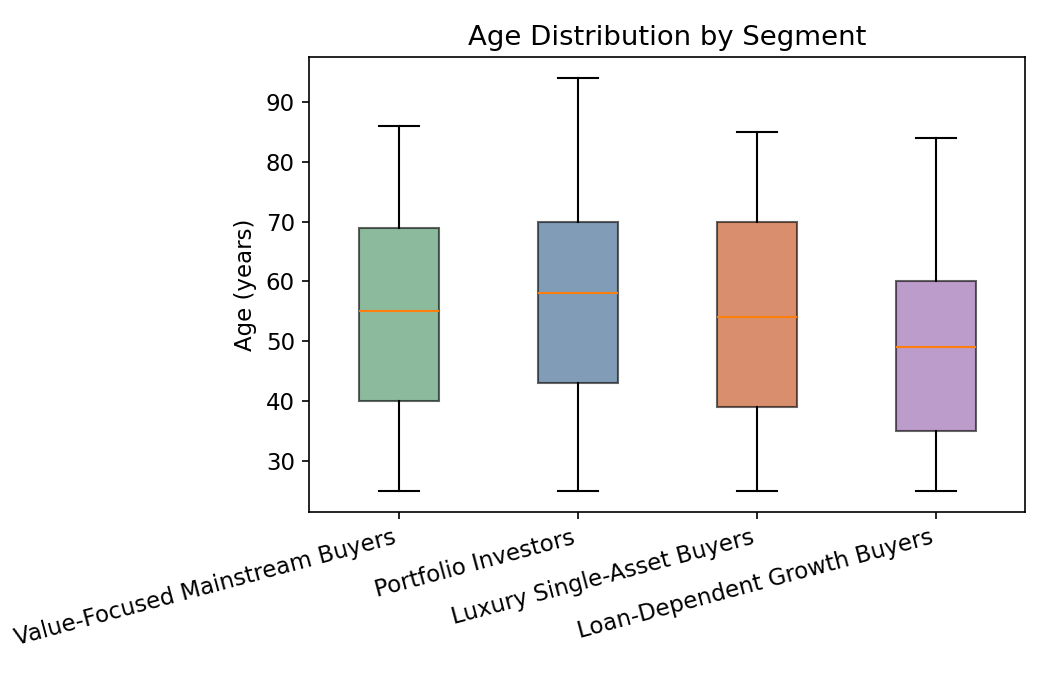 Age Distribution by Segment
Age (years)
90
80
70
60
50
40
30
Value-Focused Mainstream Buyers
Portfolio Investors
Luxury Single-Asset Buyers
Loan-Dependent Growth Buyers